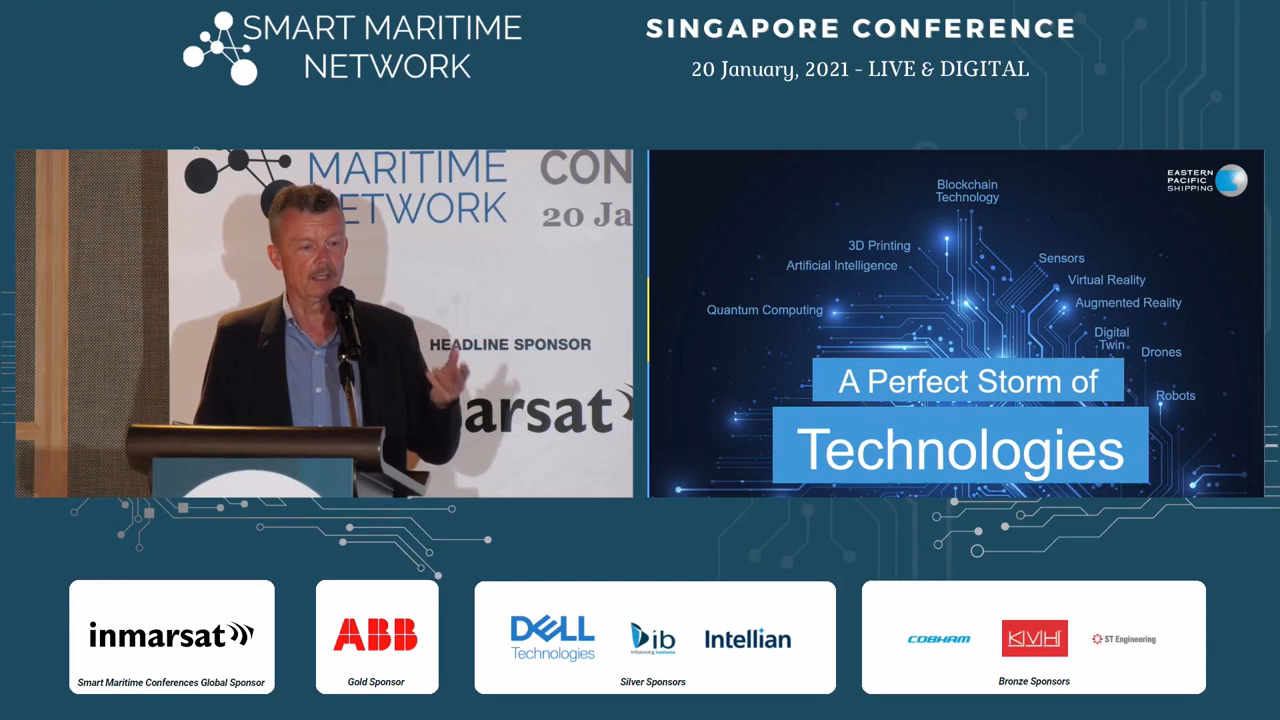 SMART MARITIME
NETWORK
SINGAPORE CONFERENCE
20 January, 2021 - LIVE & DIGITAL
MARITIME
NETWORK
CON
20 Ja
HEADLINE SPONSOR
arsat
EASTERN
PACIFIC
SHIPPING
Blockchain
Technology
3D Printing
Artificial Intelligence
Quantum Computing
Sensors
Virtual Reality
Augmented Reality
Digital
Twin
Drones
Robots
A Perfect Storm of
Technologies
inmarsat
Smart Maritime Conferences Global Sponsor
ABB
Gold Sponsor
DELL
Technologies
Dib
influencing business
Intellian
Silver Sponsors
COBHAM
KVH
ST Engineering
Bronze Sponsors